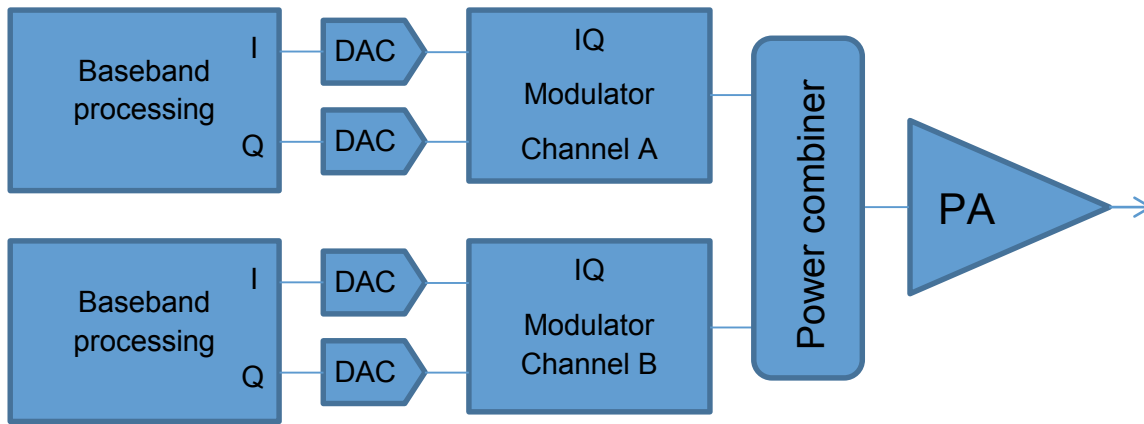 Baseband
processing
I
Q
DAC
DAC
IQ
Modulator
Channel A
Baseband
processing
I
Q
DAC
DAC
IQ
Modulator
Channel B
Power combiner
PA